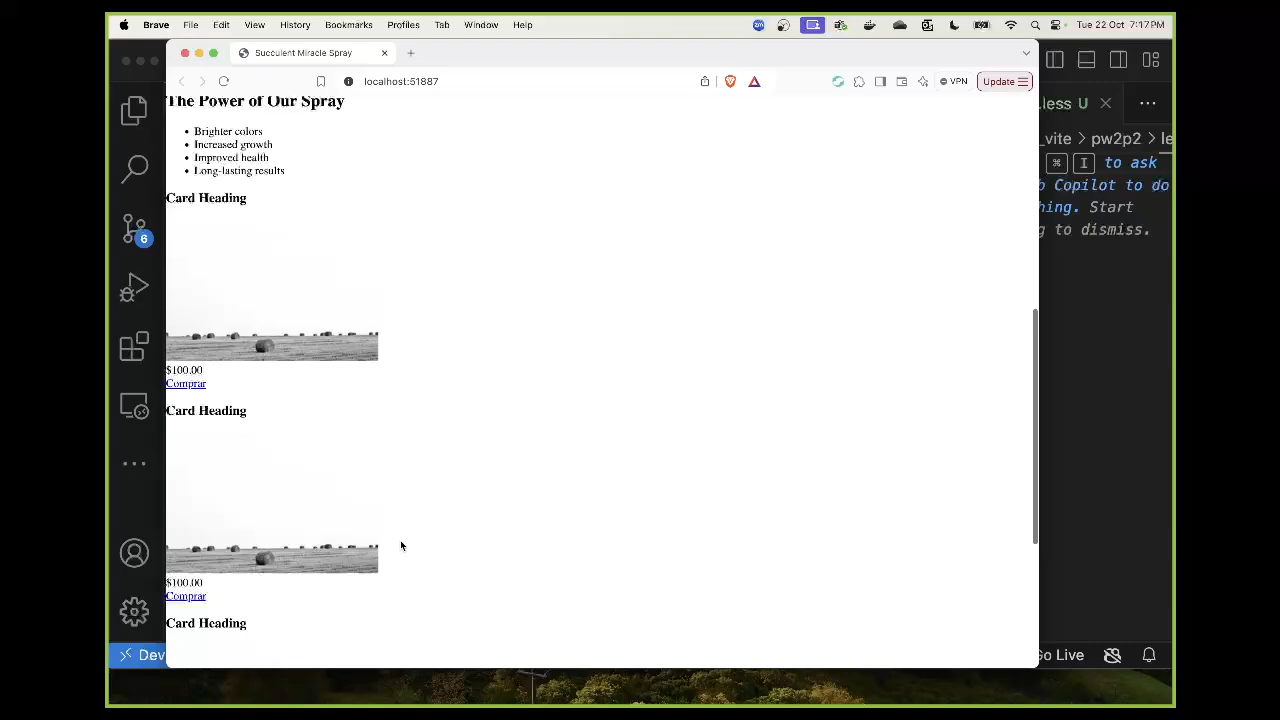 Brave File Edit View History Bookmarks Profiles Tab Window Help Tue 22 Oct 7:17 PM
Succulent Miracle Spray
localhost:51887 VPN Update
.less U
_vite > pw2p2 > le
The Power of Our Spray
⌘ I to ask
Brighter colors
b Copilot to do
Increased growth
Improved health
Long-lasting results
hing. Start
Card Heading
g to dismiss.
6
$100.00
Comprar
Card Heading
$100.00
Comprar
Card Heading
Dev
Go Live